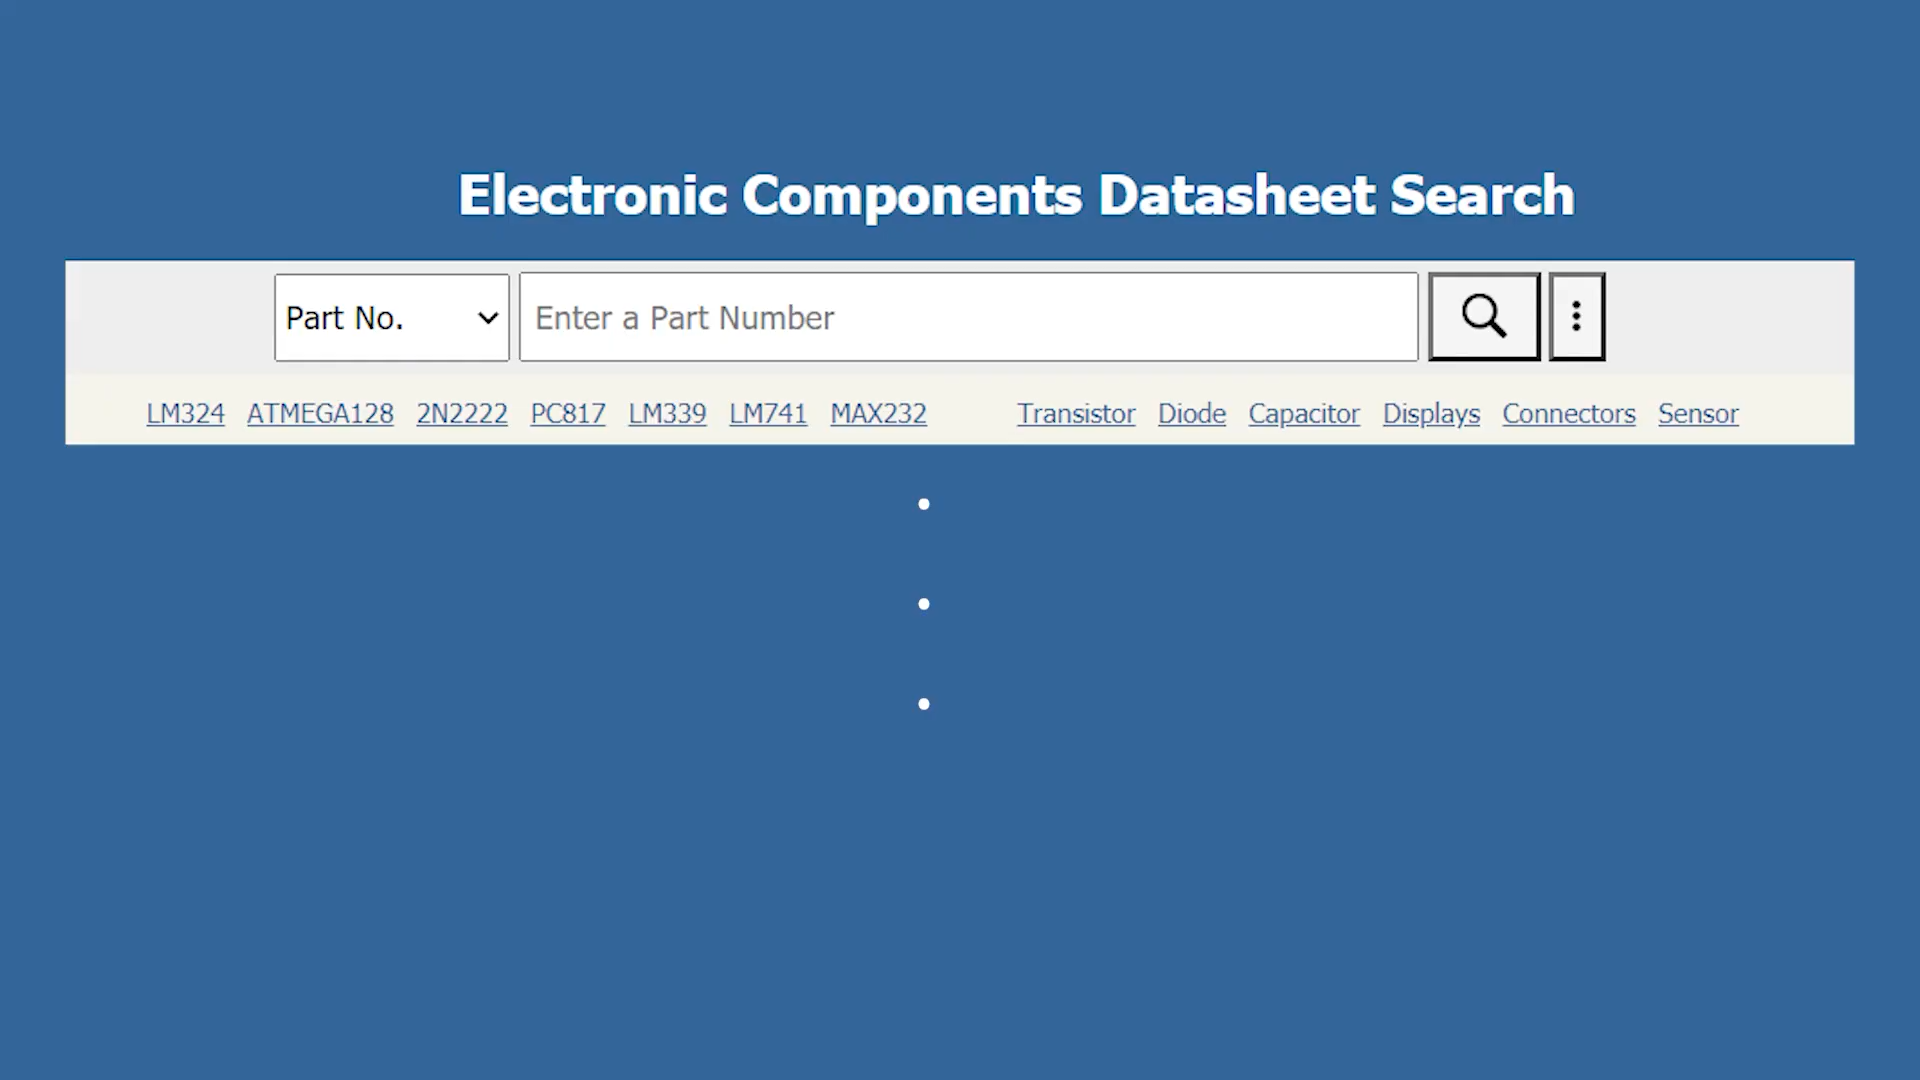 Electronic Components Datasheet Search
Part No. Enter a Part Number
LM324 ATMEGA128 2N2222 PC817 LM339 LM741 MAX232 Transistor Diode Capacitor Displays Connectors Sensor